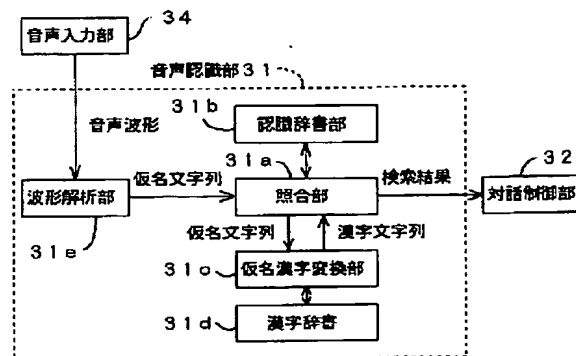 音声入力部
34
音声認識部31
音声波形
31b
認識辞書部
31a
32
波形解析部
仮名文字列
照合部
検索結果
対話制御部
31e
仮名文字列
漢字文字列
31c
仮名漢字変換部
31d
漢字辞書